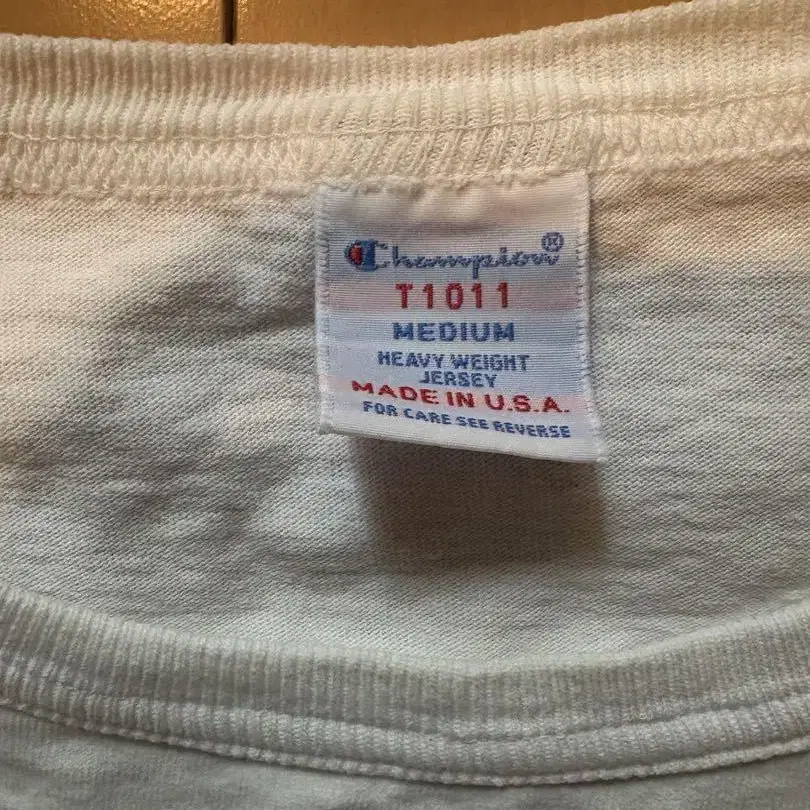 Champion®
T1011
MEDIUM
HEAVY WEIGHT
JERSEY
MADE IN U.S.A.
FOR CARE SEE REVERSE